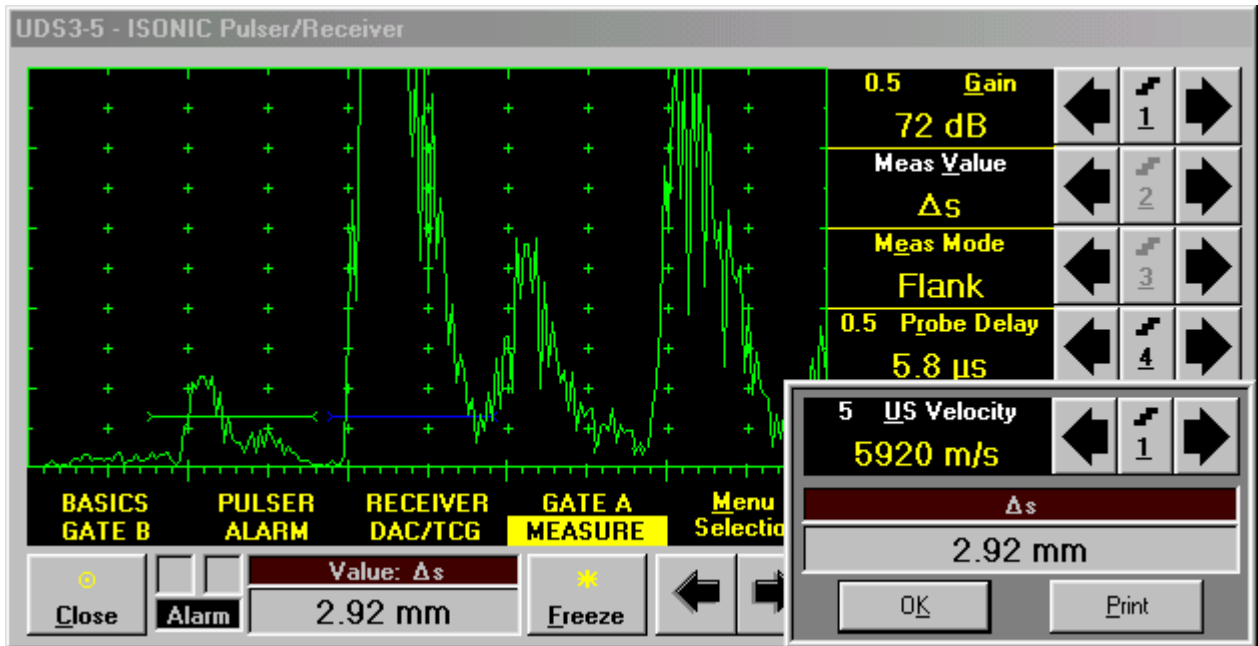 UDS3-5 - ISONIC Pulser/Receiver
0.5 Gain
72 dB
1
Meas Value
Δs
2
Meas Mode
Flank
3
0.5 Probe Delay
5.8 µs
4
5 US Velocity
5920 m/s
1
Δs
2.92 mm
OK Print
BASICS PULSER RECEIVER GATE A Menu
GATE B ALARM DAC/TCG MEASURE Selectio
Close
Alarm
Value: Δs
2.92 mm
Freeze